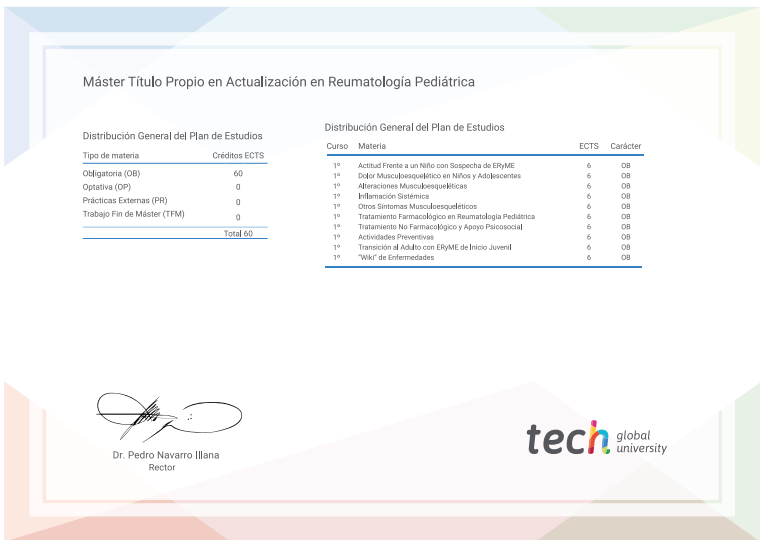 Máster Título Propio en Actualización en Reumatología Pediátrica
Distribución General del Plan de Estudios
Tipo de materia Créditos ECTS
Obligatoria (OB) 60
Optativa (OP) 0
Prácticas Externas (PR) 0
Trabajo Fin de Máster (TFM) 0
Total 60
Distribución General del Plan de Estudios
Curso Materia ECTS Carácter
1º Actitud Frente a un Niño con Sospecha de ERyME 6 OB
1º Dolor Musculoesquelético en Niños y Adolescentes 6 OB
1º Alteraciones Musculoesqueléticas 6 OB
1º Inflamación Sistémica 6 OB
1º Otros Síntomas Musculoesqueléticos 6 OB
1º Tratamiento Farmacológico en Reumatología Pediátrica 6 OB
1º Tratamiento No Farmacológico y Apoyo Psicosocial 6 OB
1º Actividades Preventivas 6 OB
1º Transición al Adulto con ERyME de Inicio Juvenil 6 OB
1º "Wiki" de Enfermedades 6 OB
Dr. Pedro Navarro Illana
Rector
tech global
university